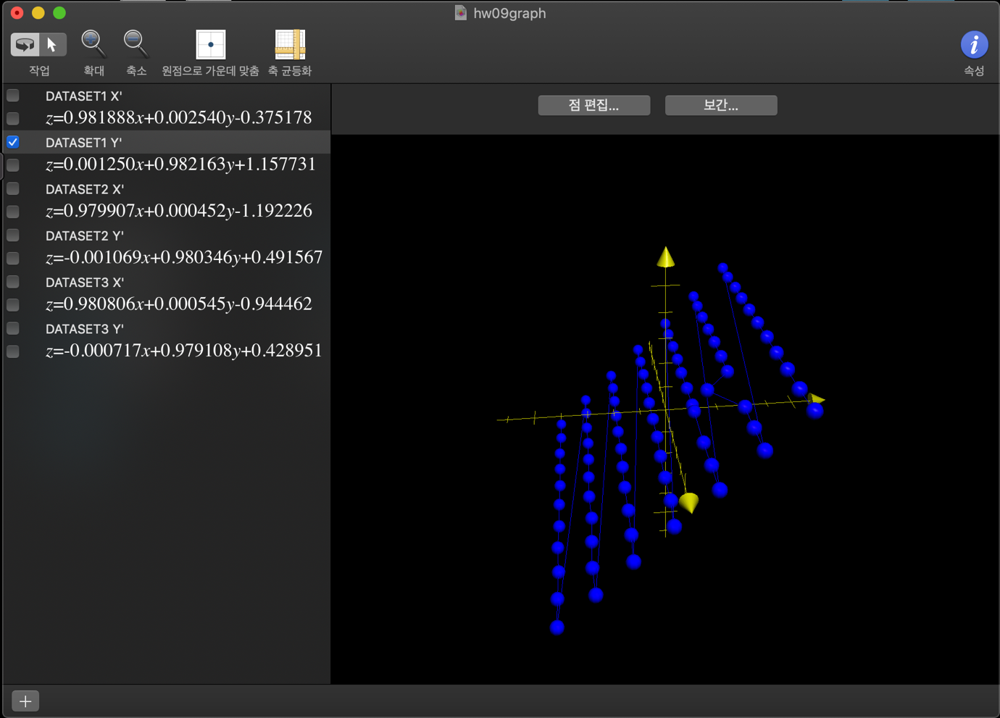 hw09graph
작업
확대
축소
원점으로 가운데 맞춤
축 균등화
속성
DATASET1 X'
z=0.981888x+0.002540y-0.375178
DATASET1 Y'
z=0.001250x+0.982163y+1.157731
DATASET2 X'
z=0.979907x+0.000452y-1.192226
DATASET2 Y'
z=-0.001069x+0.980346y+0.491567
DATASET3 X'
z=0.980806x+0.000545y-0.944462
DATASET3 Y'
z=-0.000717x+0.979108y+0.428951
점 편집...
보간...